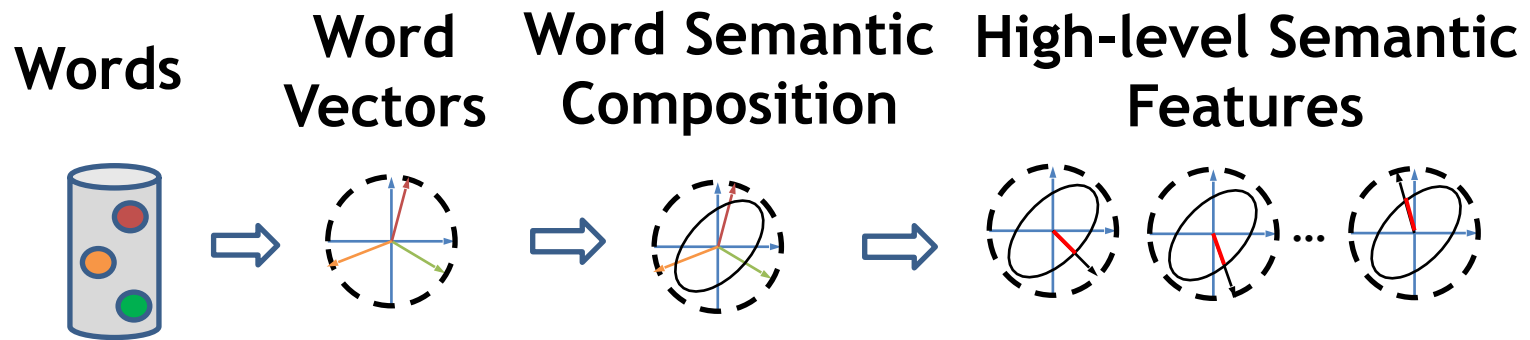 Words
Word
Vectors
Word Semantic
Composition
High-level Semantic
Features
...